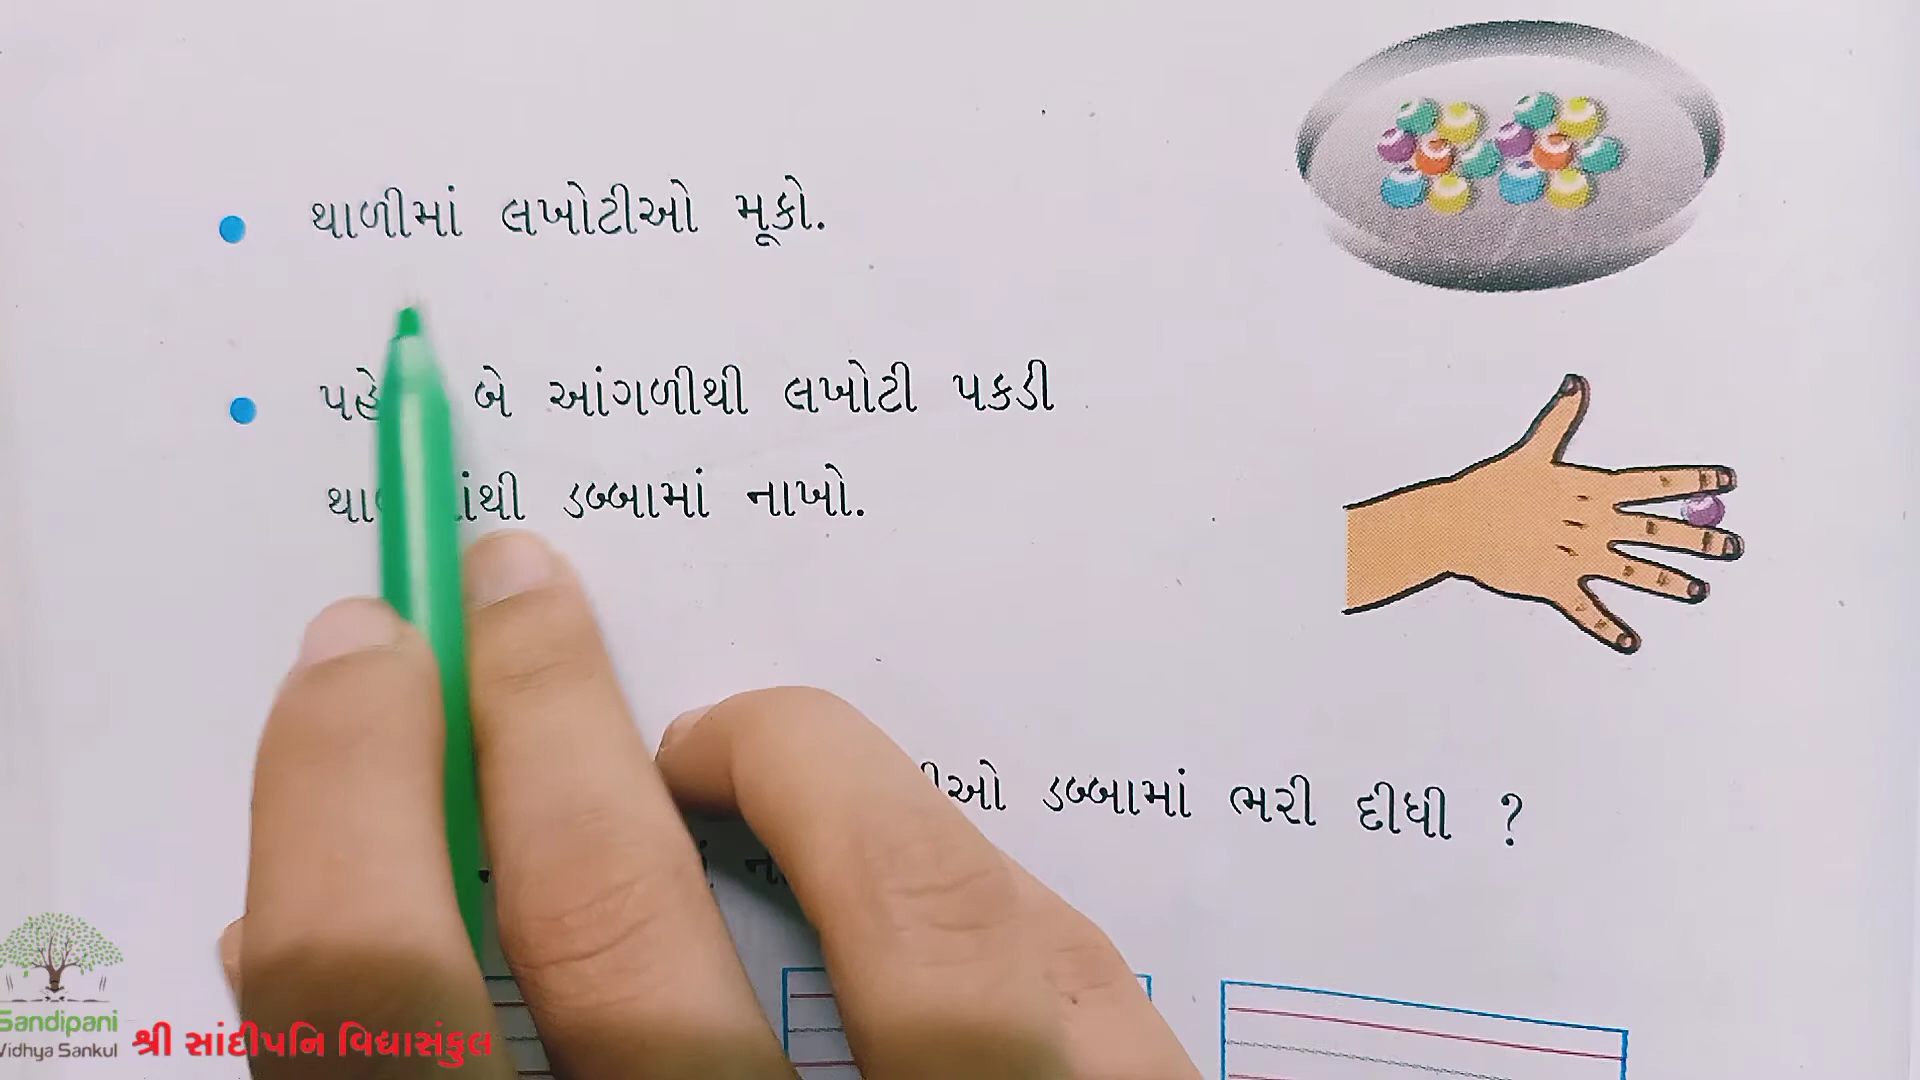 થાળીમાં લખોટીઓ મૂકો.
બે આંગળીથી લખોટી પકડી
ડબ્બામાં નાખો.
ડબ્બામાં ભરી દીધી ?
Sandipani
Vidhya Sankul
શ્રી સાંદીપનિ વિદ્યાસંકુલ